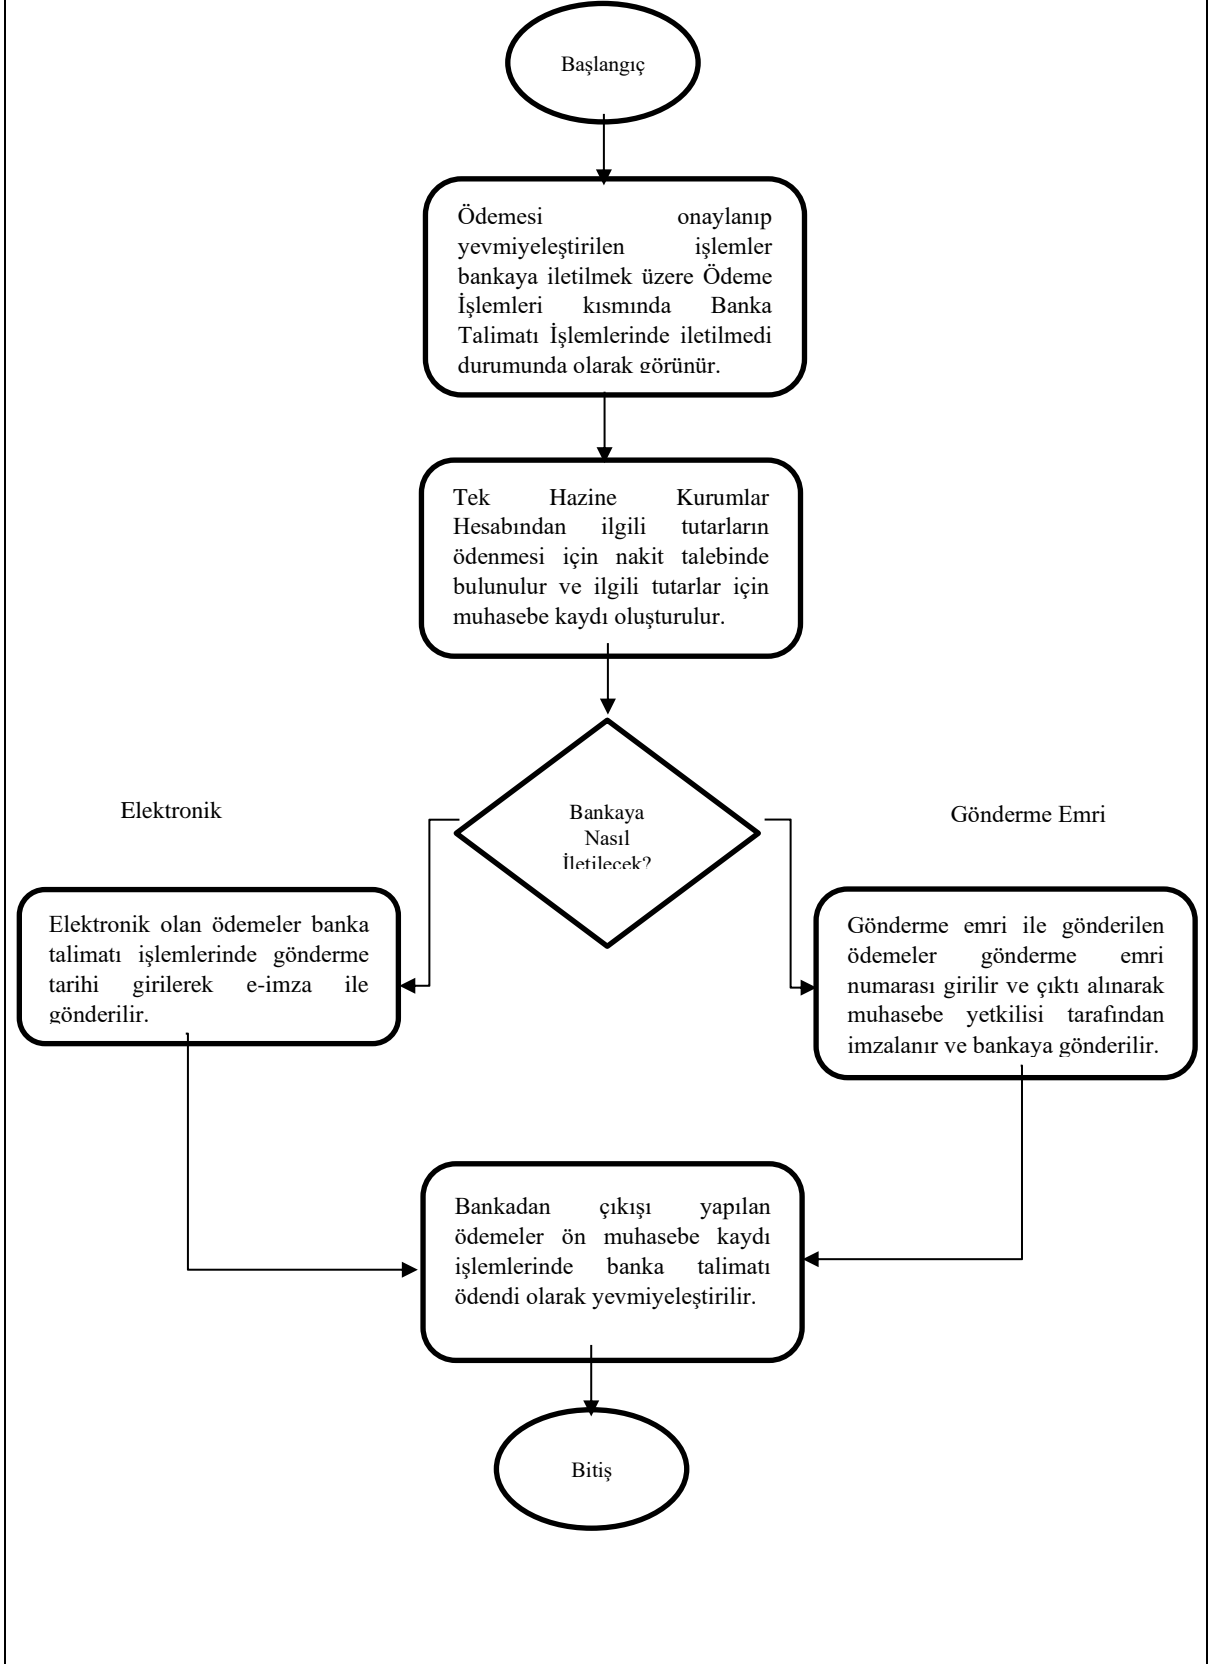 Başlangıç
Ödemesi onaylanıp
yevmiyeleştirilen işlemler
bankaya iletilmek üzere Ödeme
İşlemleri kısmında Banka
Talimatı İşlemlerinde iletilmedi
durumunda olarak görünür.
Tek Hazine Kurumlar
Hesabından ilgili tutarların
ödenmesi için nakit talebinde
bulunulur ve ilgili tutarlar için
muhasebe kaydı oluşturulur.
Elektronik
Bankaya
Nasıl
İletilecek?
Gönderme Emri
Elektronik olan ödemeler banka
talimatı işlemlerinde gönderme
tarihi girilerek e-imza ile
gönderilir.
Gönderme emri ile gönderilen
ödemeler gönderme emri
numarası girilir ve çıktı alınarak
muhasebe yetkilisi tarafından
imzalanır ve bankaya gönderilir.
Bankadan çıkışı yapılan
ödemeler ön muhasebe kaydı
işlemlerinde banka talimatı
ödendi olarak yevmiyeleştirilir.
Bitiş